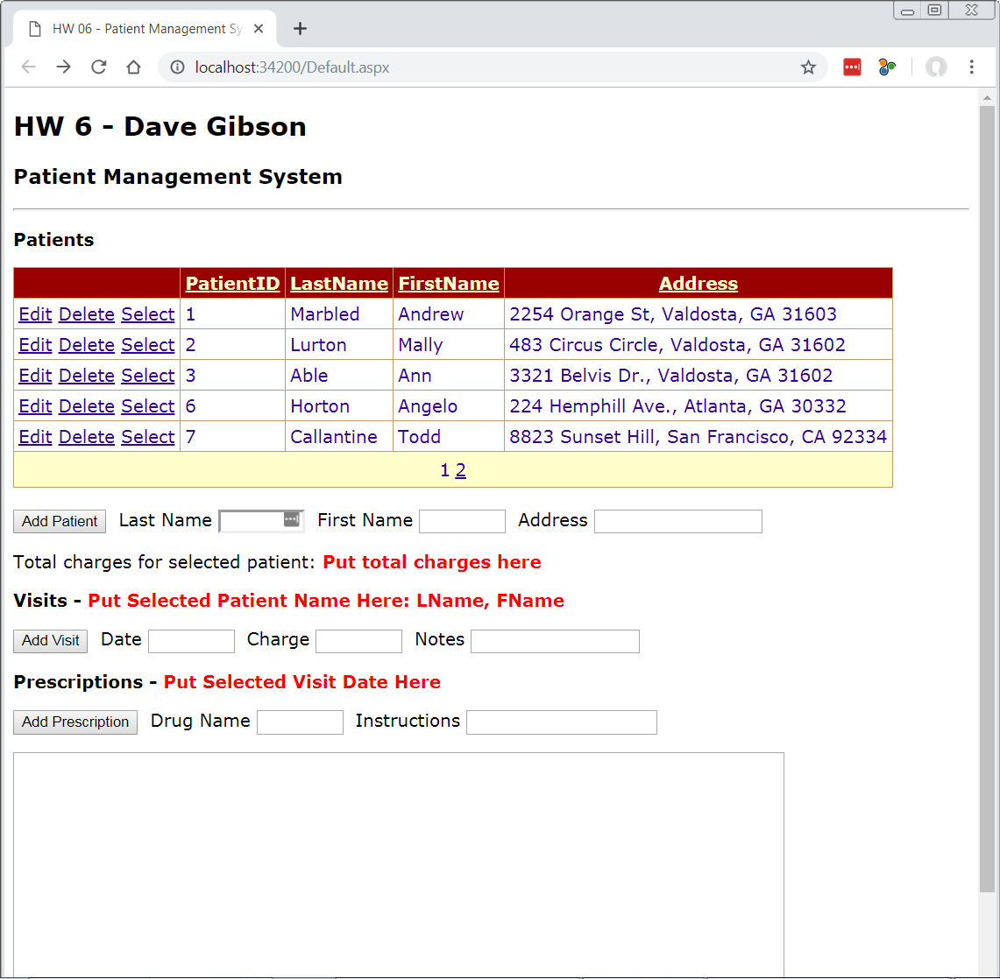 HW 06 - Patient Management Sy
localhost:34200/Default.aspx
HW 6 - Dave Gibson
Patient Management System
Patients
PatientID LastName FirstName Address
Edit Delete Select 1 Marbled Andrew 2254 Orange St, Valdosta, GA 31603
Edit Delete Select 2 Lurton Mally 483 Circus Circle, Valdosta, GA 31602
Edit Delete Select 3 Able Ann 3321 Belvis Dr., Valdosta, GA 31602
Edit Delete Select 6 Horton Angelo 224 Hemphill Ave., Atlanta, GA 30332
Edit Delete Select 7 Callantine Todd 8823 Sunset Hill, San Francisco, CA 92334
1 2
Add Patient Last Name First Name Address
Total charges for selected patient: Put total charges here
Visits - Put Selected Patient Name Here: LName, FName
Add Visit Date Charge Notes
Prescriptions - Put Selected Visit Date Here
Add Prescription Drug Name Instructions